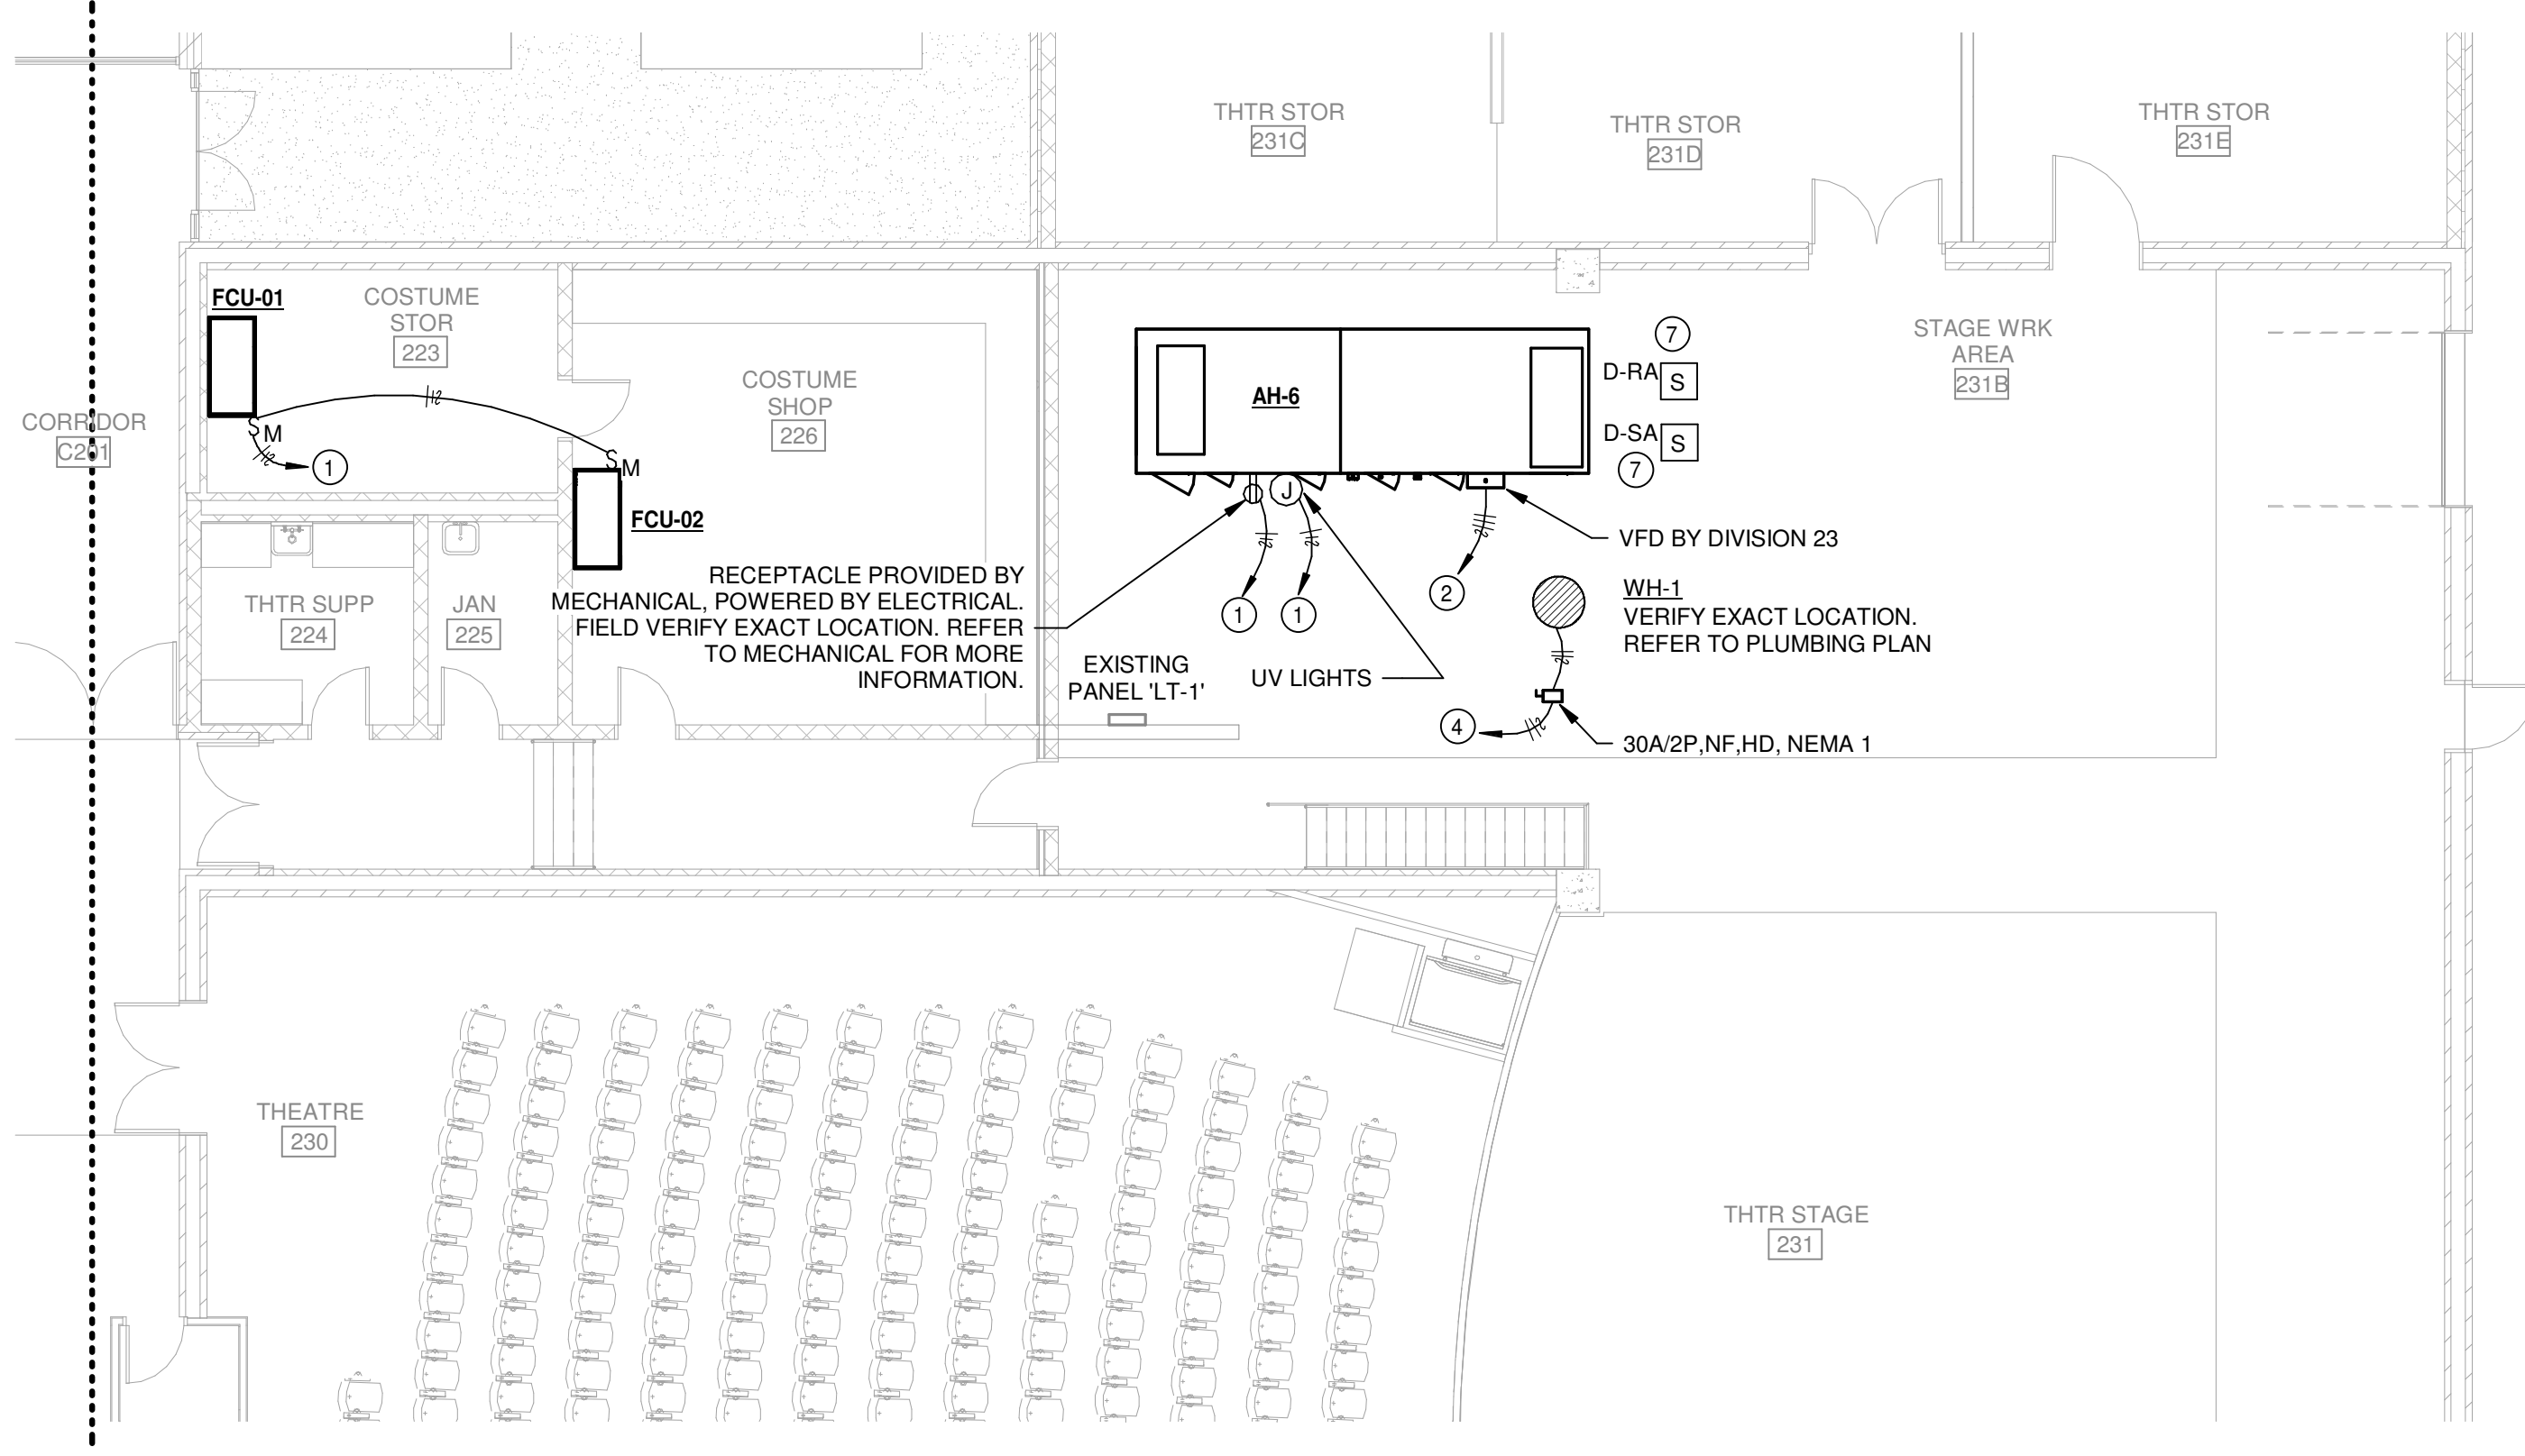 THTR STOR
231C
THTR STOR
231D
THTR STOR
231E
FCU-01
COSTUME
STOR
223
CORRIDOR
C201
S
M
1
COSTUME
SHOP
226
S
M
FCU-02
AH-6
7
D-RA S
D-SA S
7
J
STAGE WRK
AREA
231B
VFD BY DIVISION 23
RECEPTACLE PROVIDED BY
MECHANICAL, POWERED BY ELECTRICAL.
FIELD VERIFY EXACT LOCATION. REFER
TO MECHANICAL FOR MORE
INFORMATION.
1
1
2
WH-1
VERIFY EXACT LOCATION.
REFER TO PLUMBING PLAN
THTR SUPP
224
JAN
225
EXISTING
PANEL 'LT-1'
UV LIGHTS
4
30A/2P,NF,HD, NEMA 1
THEATRE
230
THTR STAGE
231